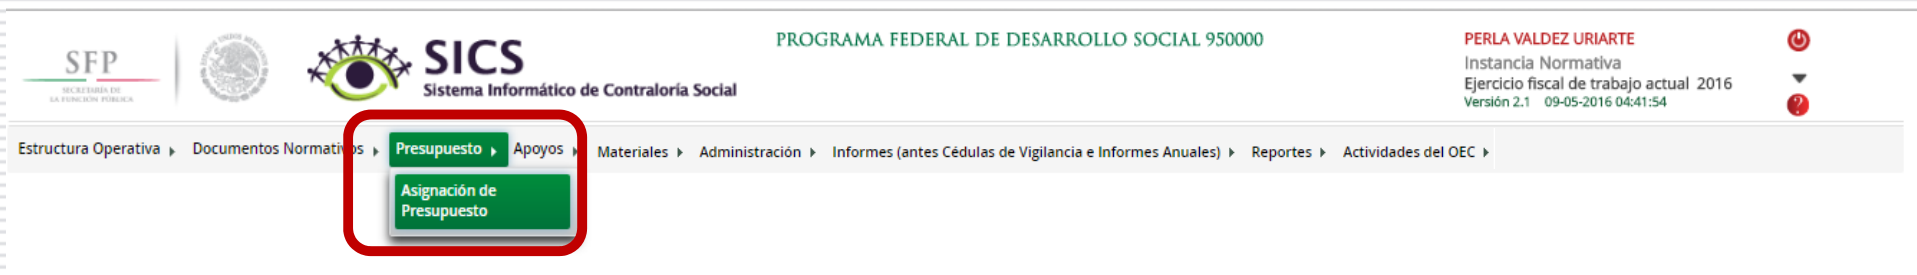 SFP
SECRETARÍA DE
LA FUNCIÓN PÚBLICA
ESTADOS UNIDOS MEXICANOS
SICS
Sistema Informático de Contraloría Social
PROGRAMA FEDERAL DE DESARROLLO SOCIAL 950000
PERLA VALDEZ URIARTE
Instancia Normativa
Ejercicio fiscal de trabajo actual 2016
Versión 2.1 09-05-2016 04:41:54
?
Estructura Operativa Documentos Normativos Presupuesto Apoyos Materiales Administración Informes (antes Cédulas de Vigilancia e Informes Anuales) Reportes Actividades del OEC
Asignación de
Presupuesto